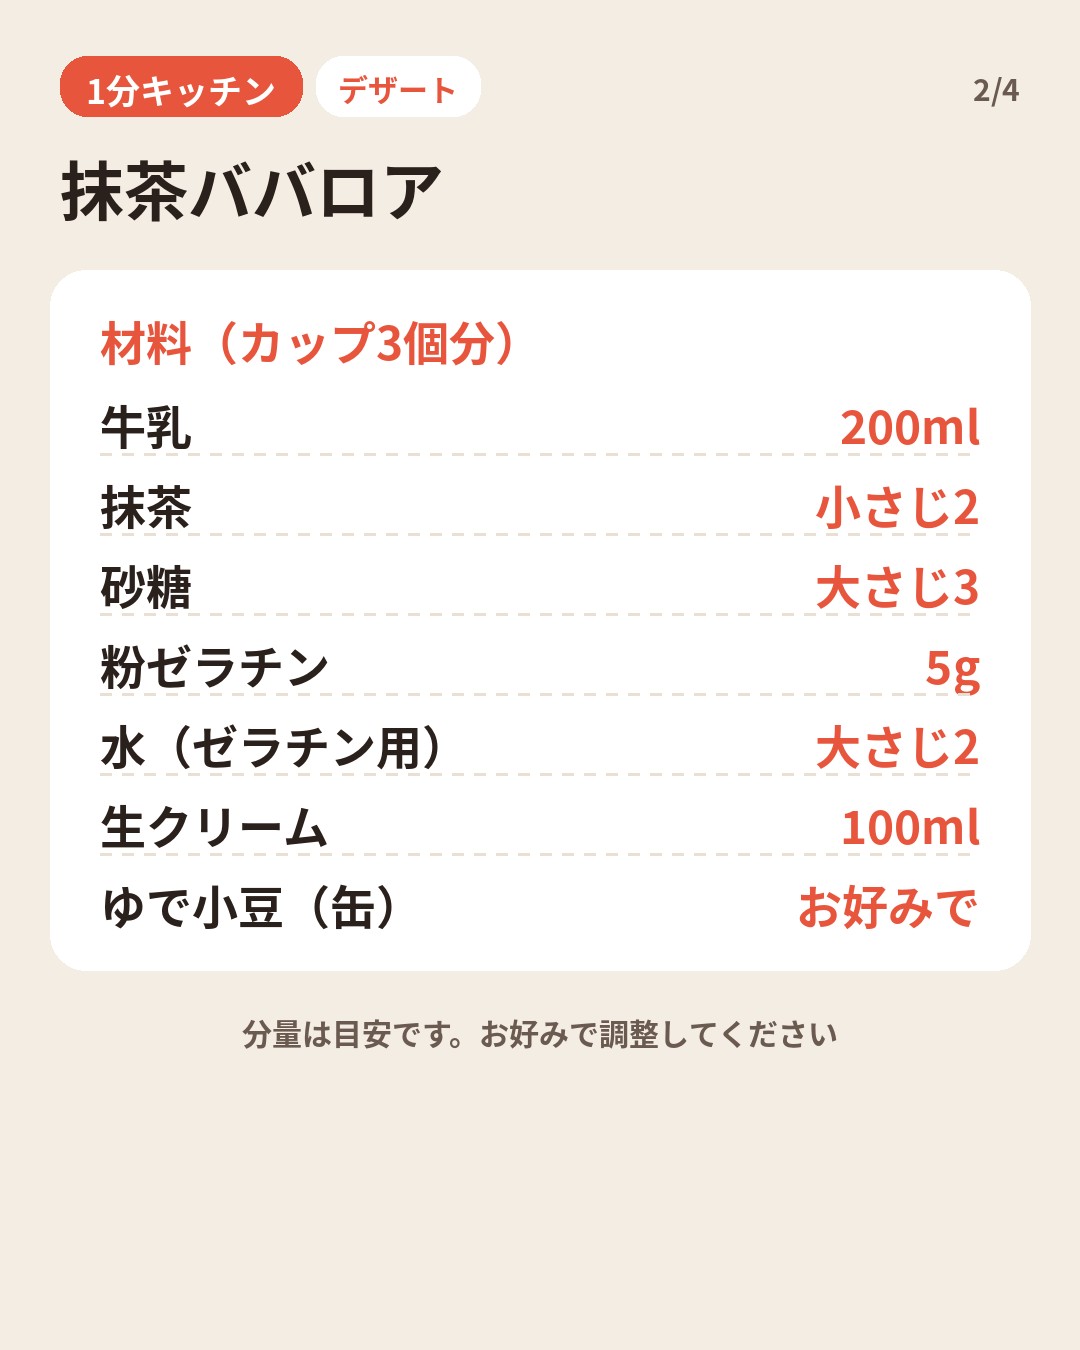 1分キッチン デザート 2/4
抹茶ババロア
材料（カップ3個分）
牛乳 200ml
抹茶 小さじ2
砂糖 大さじ3
粉ゼラチン 5g
水（ゼラチン用） 大さじ2
生クリーム 100ml
ゆで小豆（缶） お好みで
分量は目安です。お好みで調整してください